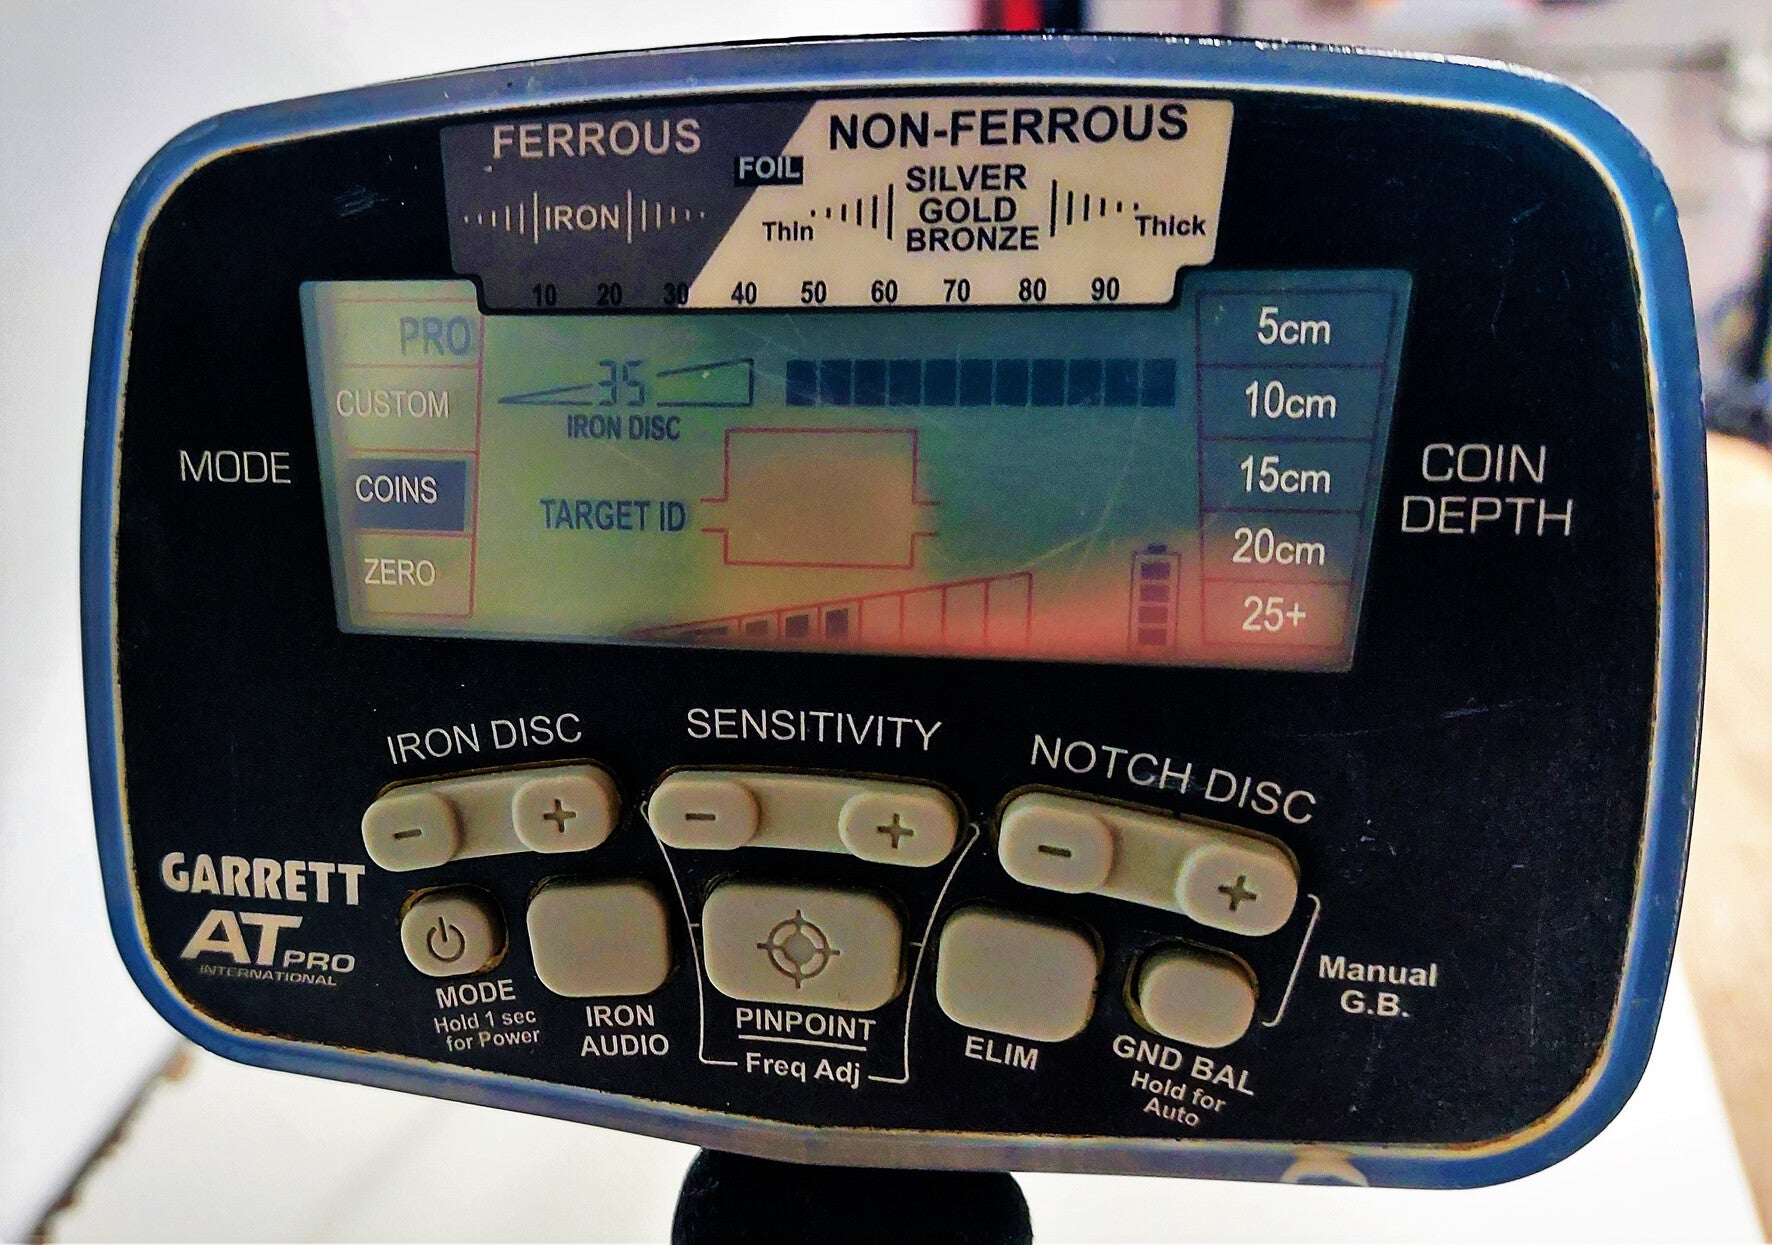 FERROUS
NON-FERROUS
FOIL
IRON
Thin
SILVER
GOLD
BRONZE
Thick
10 20 30 40 50 60 70 80 90
PRO
CUSTOM
COINS
ZERO
MODE
35
IRON DISC
TARGET ID
5cm
10cm
15cm
20cm
25+
COIN
DEPTH
IRON DISC
SENSITIVITY
NOTCH DISC
- +
- +
- +
GARRETT
AT PRO
INTERNATIONAL
MODE
Hold 1 sec
for Power
IRON
AUDIO
PINPOINT
Freq Adj
ELIM
GND BAL
Hold for
Auto
Manual
G.B.